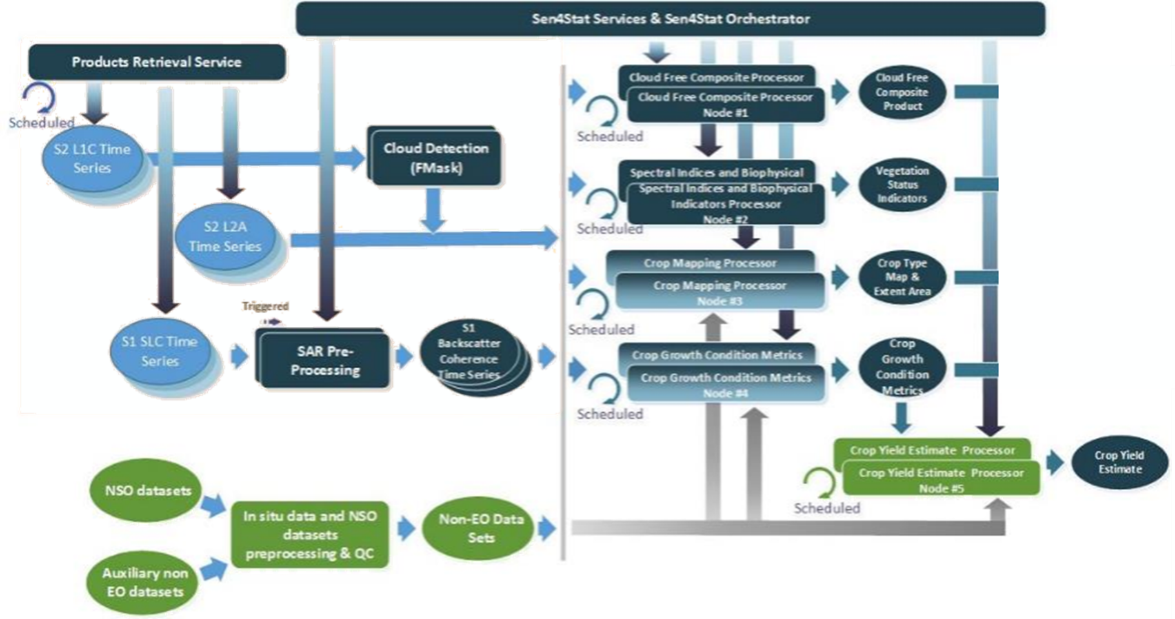 Sen4Stat Services & Sen4Stat Orchestrator
Products Retrieval Service
Scheduled
S2 L1C Time
Series
Cloud Detection
(FMask)
S2 L2A
Time Series
Triggered
S1 SLC Time
Series
SAR Pre-
Processing
S1
Backscatter
Coherence
Time Series
NSO datasets
Auxiliary non
EO datasets
In situ data and NSO
datasets
preprocessing & QC
Non-EO Data
Sets
Scheduled
Cloud Free Composite Processor
Cloud Free Composite Processor
Node #1
Cloud Free
Composite
Product
Scheduled
Spectral Indices and Biophysical
Spectral Indices and Biophysical
Indicators Processor
Node #2
Vegetation
Status
Indicators
Scheduled
Crop Mapping Processor
Crop Mapping Processor
Node #3
Crop Type
Map &
Extent Area
Scheduled
Crop Growth Condition Metrics
Crop Growth Condition Metrics
Node #4
Crop
Growth
Condition
Metrics
Scheduled
Crop Yield Estimate Processor
Crop Yield Estimate Processor
Node #5
Crop Yield
Estimate